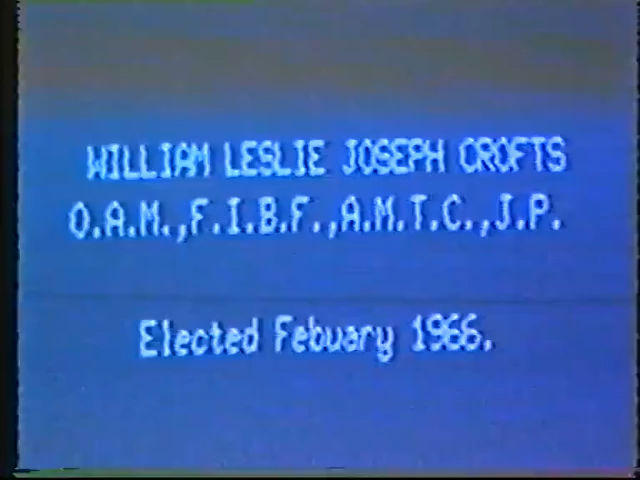 WILLIAM LESLIE JOSEPH CROFTS
O.A.M.,F.I.B.F.,A.M.T.C.,J.P.
Elected Febuary 1966.